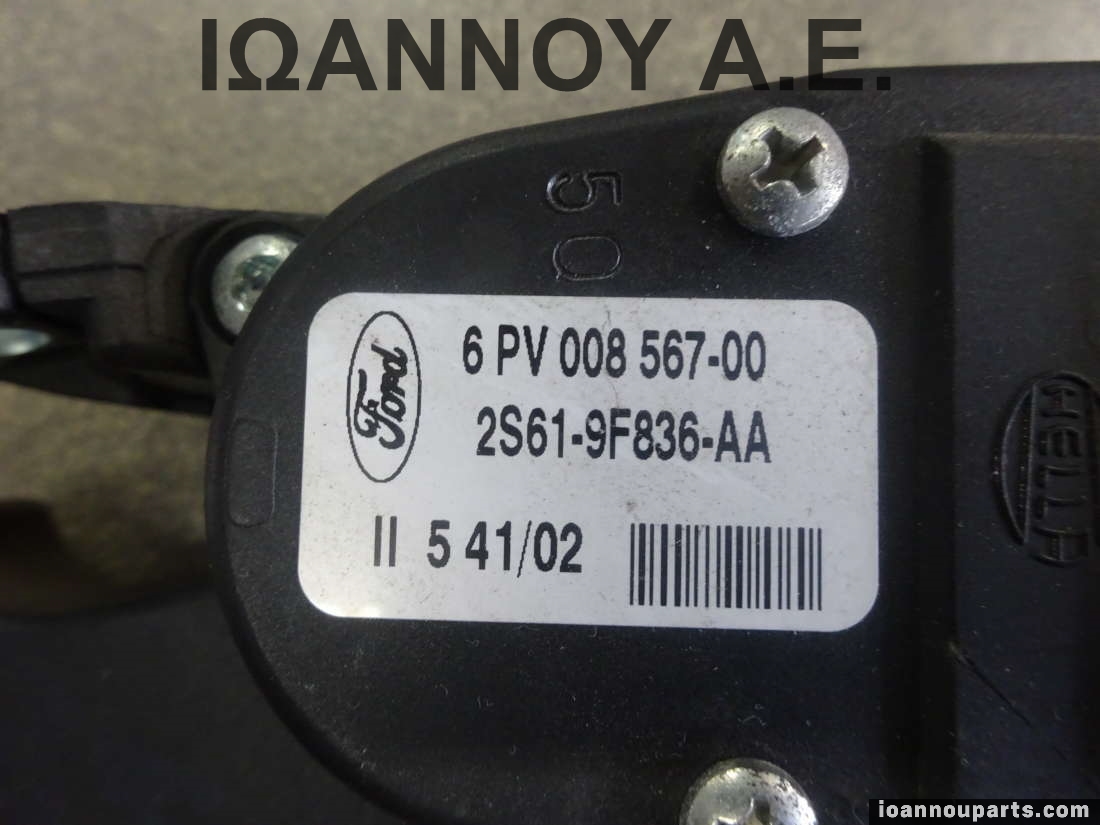 ΙΩΑΝΝΟΥ Α.Ε.
50
Ford
6 PV 008 567-00
2S61-9F836-AA
II 5 41/02
HELLA
ioannouparts.com